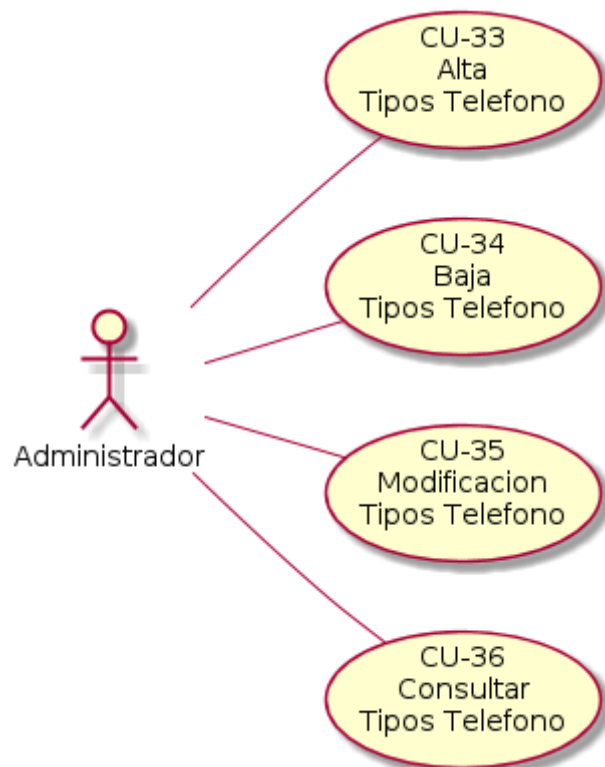 CU-33
Alta
Tipos Telefono
CU-34
Baja
Tipos Telefono
Administrador
CU-35
Modificacion
Tipos Telefono
CU-36
Consultar
Tipos Telefono